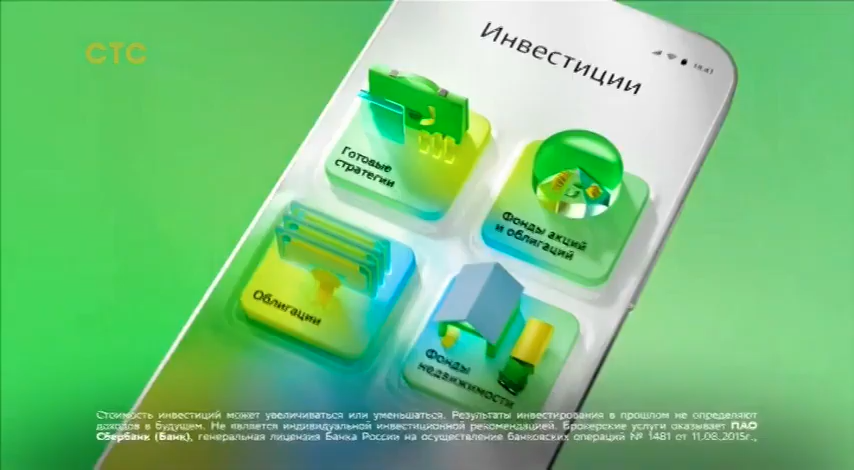 СТС
Инвестиции
18:41
Готовые
стратегии
Фонды акций
и облигаций
Облигации
Фонды
недвижимости
Стоимость инвестиций может увеличиваться или уменьшаться. Результаты инвестирования в прошлом не определяют
доходов в будущем. Не является индивидуальной инвестиционной рекомендацией. Брокерские услуги оказывает ПАО
Сбербанк (Банк), генеральная лицензия Банка России на осуществление банковских операций № 1481 от 11.08.2015г.,